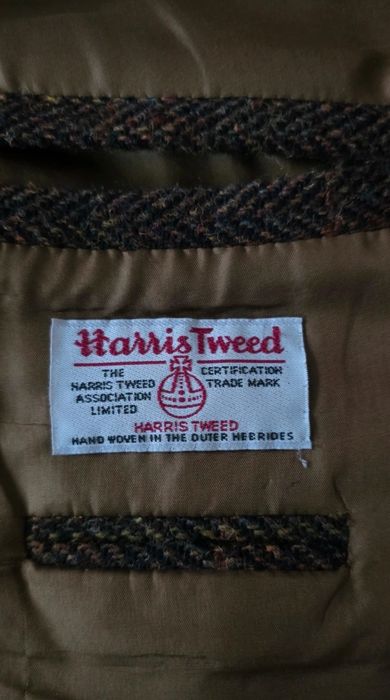 Harris Tweed
THE
HARRIS TWEED
ASSOCIATION
LIMITED
CERTIFICATION
TRADE MARK
HARRIS TWEED
HAND WOVEN IN THE OUTER HEBRIDES